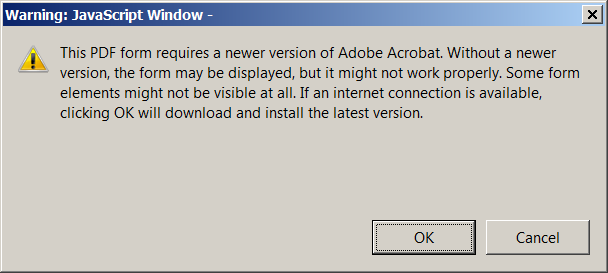 Warning: JavaScript Window -
This PDF form requires a newer version of Adobe Acrobat. Without a newer
version, the form may be displayed, but it might not work properly. Some form
elements might not be visible at all. If an internet connection is available,
clicking OK will download and install the latest version.
OK
Cancel